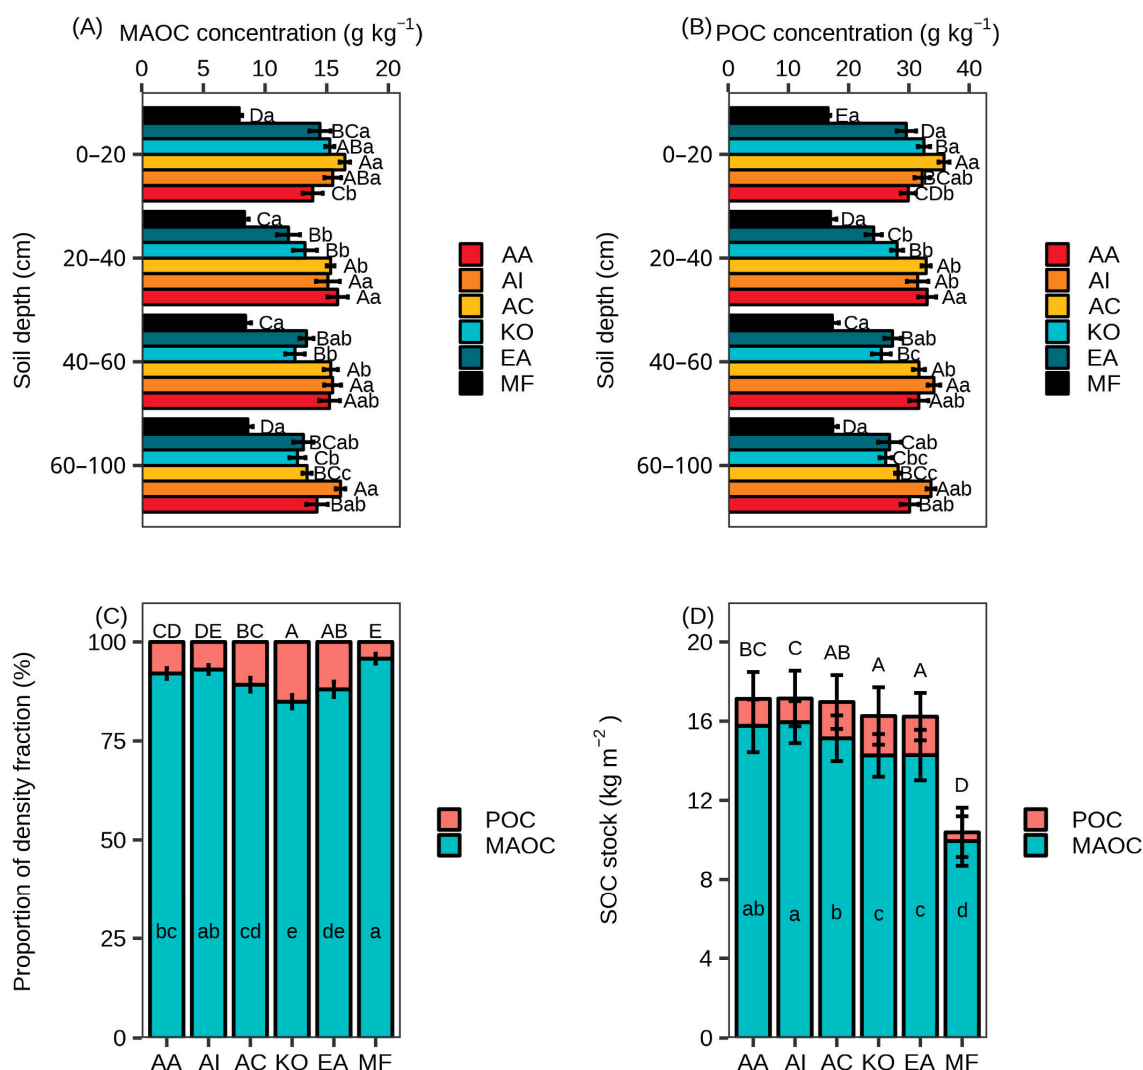 (A) MAOC concentration (g kg⁻¹)
0 5 10 15 20
Soil depth (cm)
0–20
Da
BCa
ABa
Aa
ABa
Cb
20–40
Ca
Bb
Bb
Ab
Aa
Aa
40–60
Ca
Bab
Bb
Ab
Aa
Aab
60–100
Da
BCab
Cb
BCc
Aa
Bab
AA
AI
AC
KO
EA
MF
(B) POC concentration (g kg⁻¹)
0 10 20 30 40
Soil depth (cm)
0–20
Ea
Da
Ba
Aa
BCab
CDb
20–40
Da
Cb
Bb
Ab
Ab
Aa
40–60
Ca
Bab
Bc
Ab
Aa
Aab
60–100
Da
Cab
Cbc
BCc
Aab
Bab
AA
AI
AC
KO
EA
MF
(C)
Proportion of density fraction (%)
100
75
50
25
0
CD DE BC A AB E
bc ab cd e de a
AA AI AC KO EA MF
POC
MAOC
(D)
SOC stock (kg m⁻²)
20
16
12
8
4
0
BC C AB A A D
ab a b c c d
AA AI AC KO EA MF
POC
MAOC